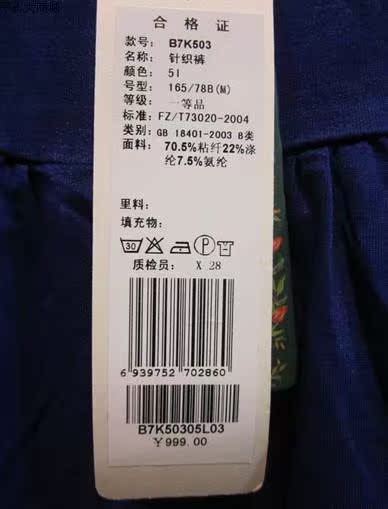 合格证
款号: B7K503
名称: 针织裤
颜色: 51
号型: 165/78B(M)
等级: 一等品
标准: FZ/T73020-2004
类别: GB 18401-2003 B类
面料: 70.5%粘纤22%涤
纶7.5%氨纶
里料:
填充物:
30 P
质检员: X-28
6 939752 702860
B7K50305L03
￥999.00